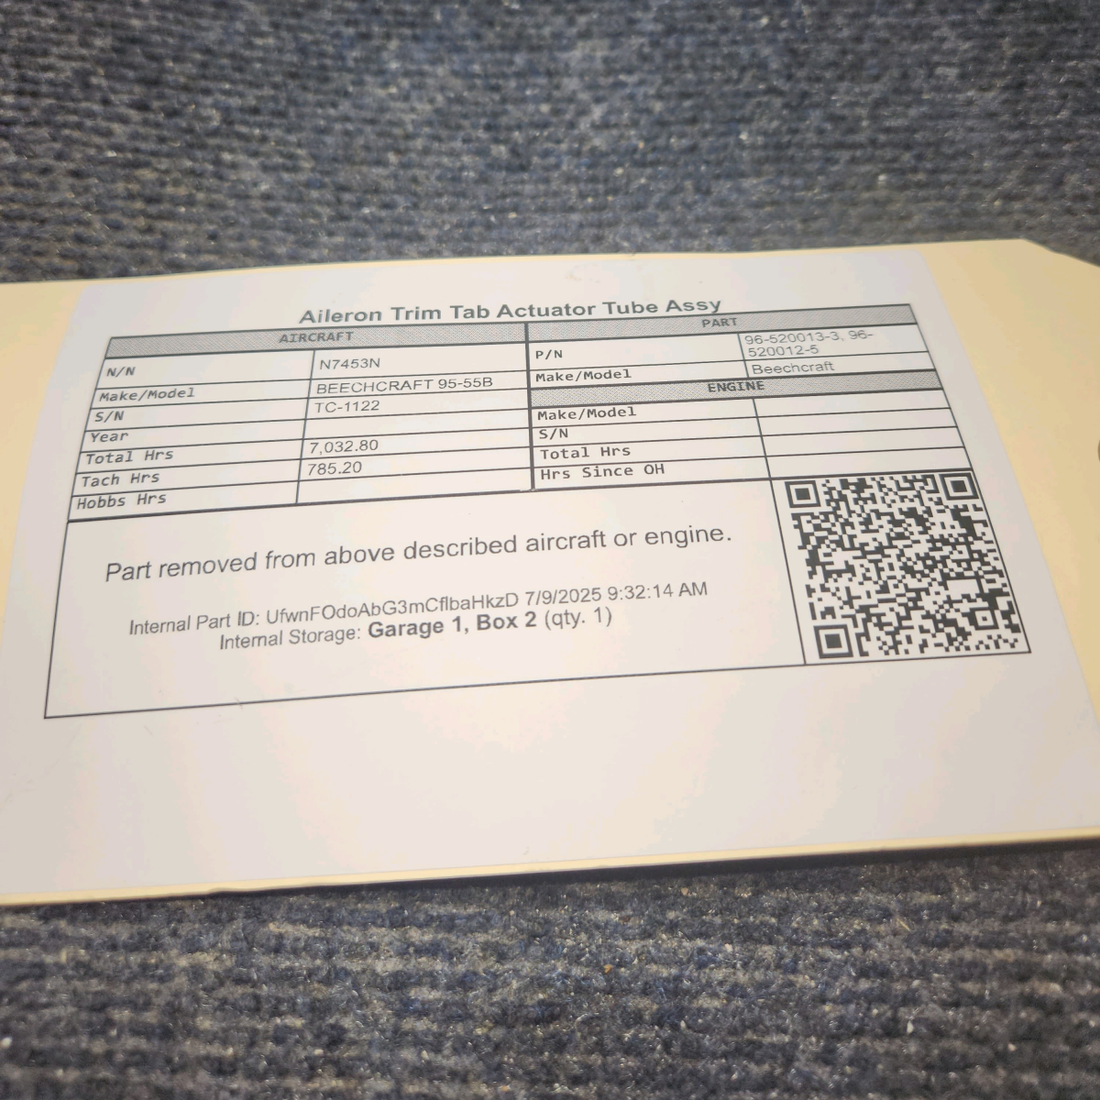 Aileron Trim Tab Actuator Tube Assy
AIRCRAFT
N/N N7453N
Make/Model BEECHCRAFT 95-55B
S/N TC-1122
Year
Total Hrs 7,032.80
Tach Hrs 785.20
Hobbs Hrs
PART
P/N 96-520013-3, 96-
520012-5
Make/Model Beechcraft
ENGINE
Make/Model
S/N
Total Hrs
Hrs Since OH
Part removed from above described aircraft or engine.
Internal Part ID: UfwnFOdoAbG3mCflbaHkzD 7/9/2025 9:32:14 AM
Internal Storage: Garage 1, Box 2 (qty. 1)